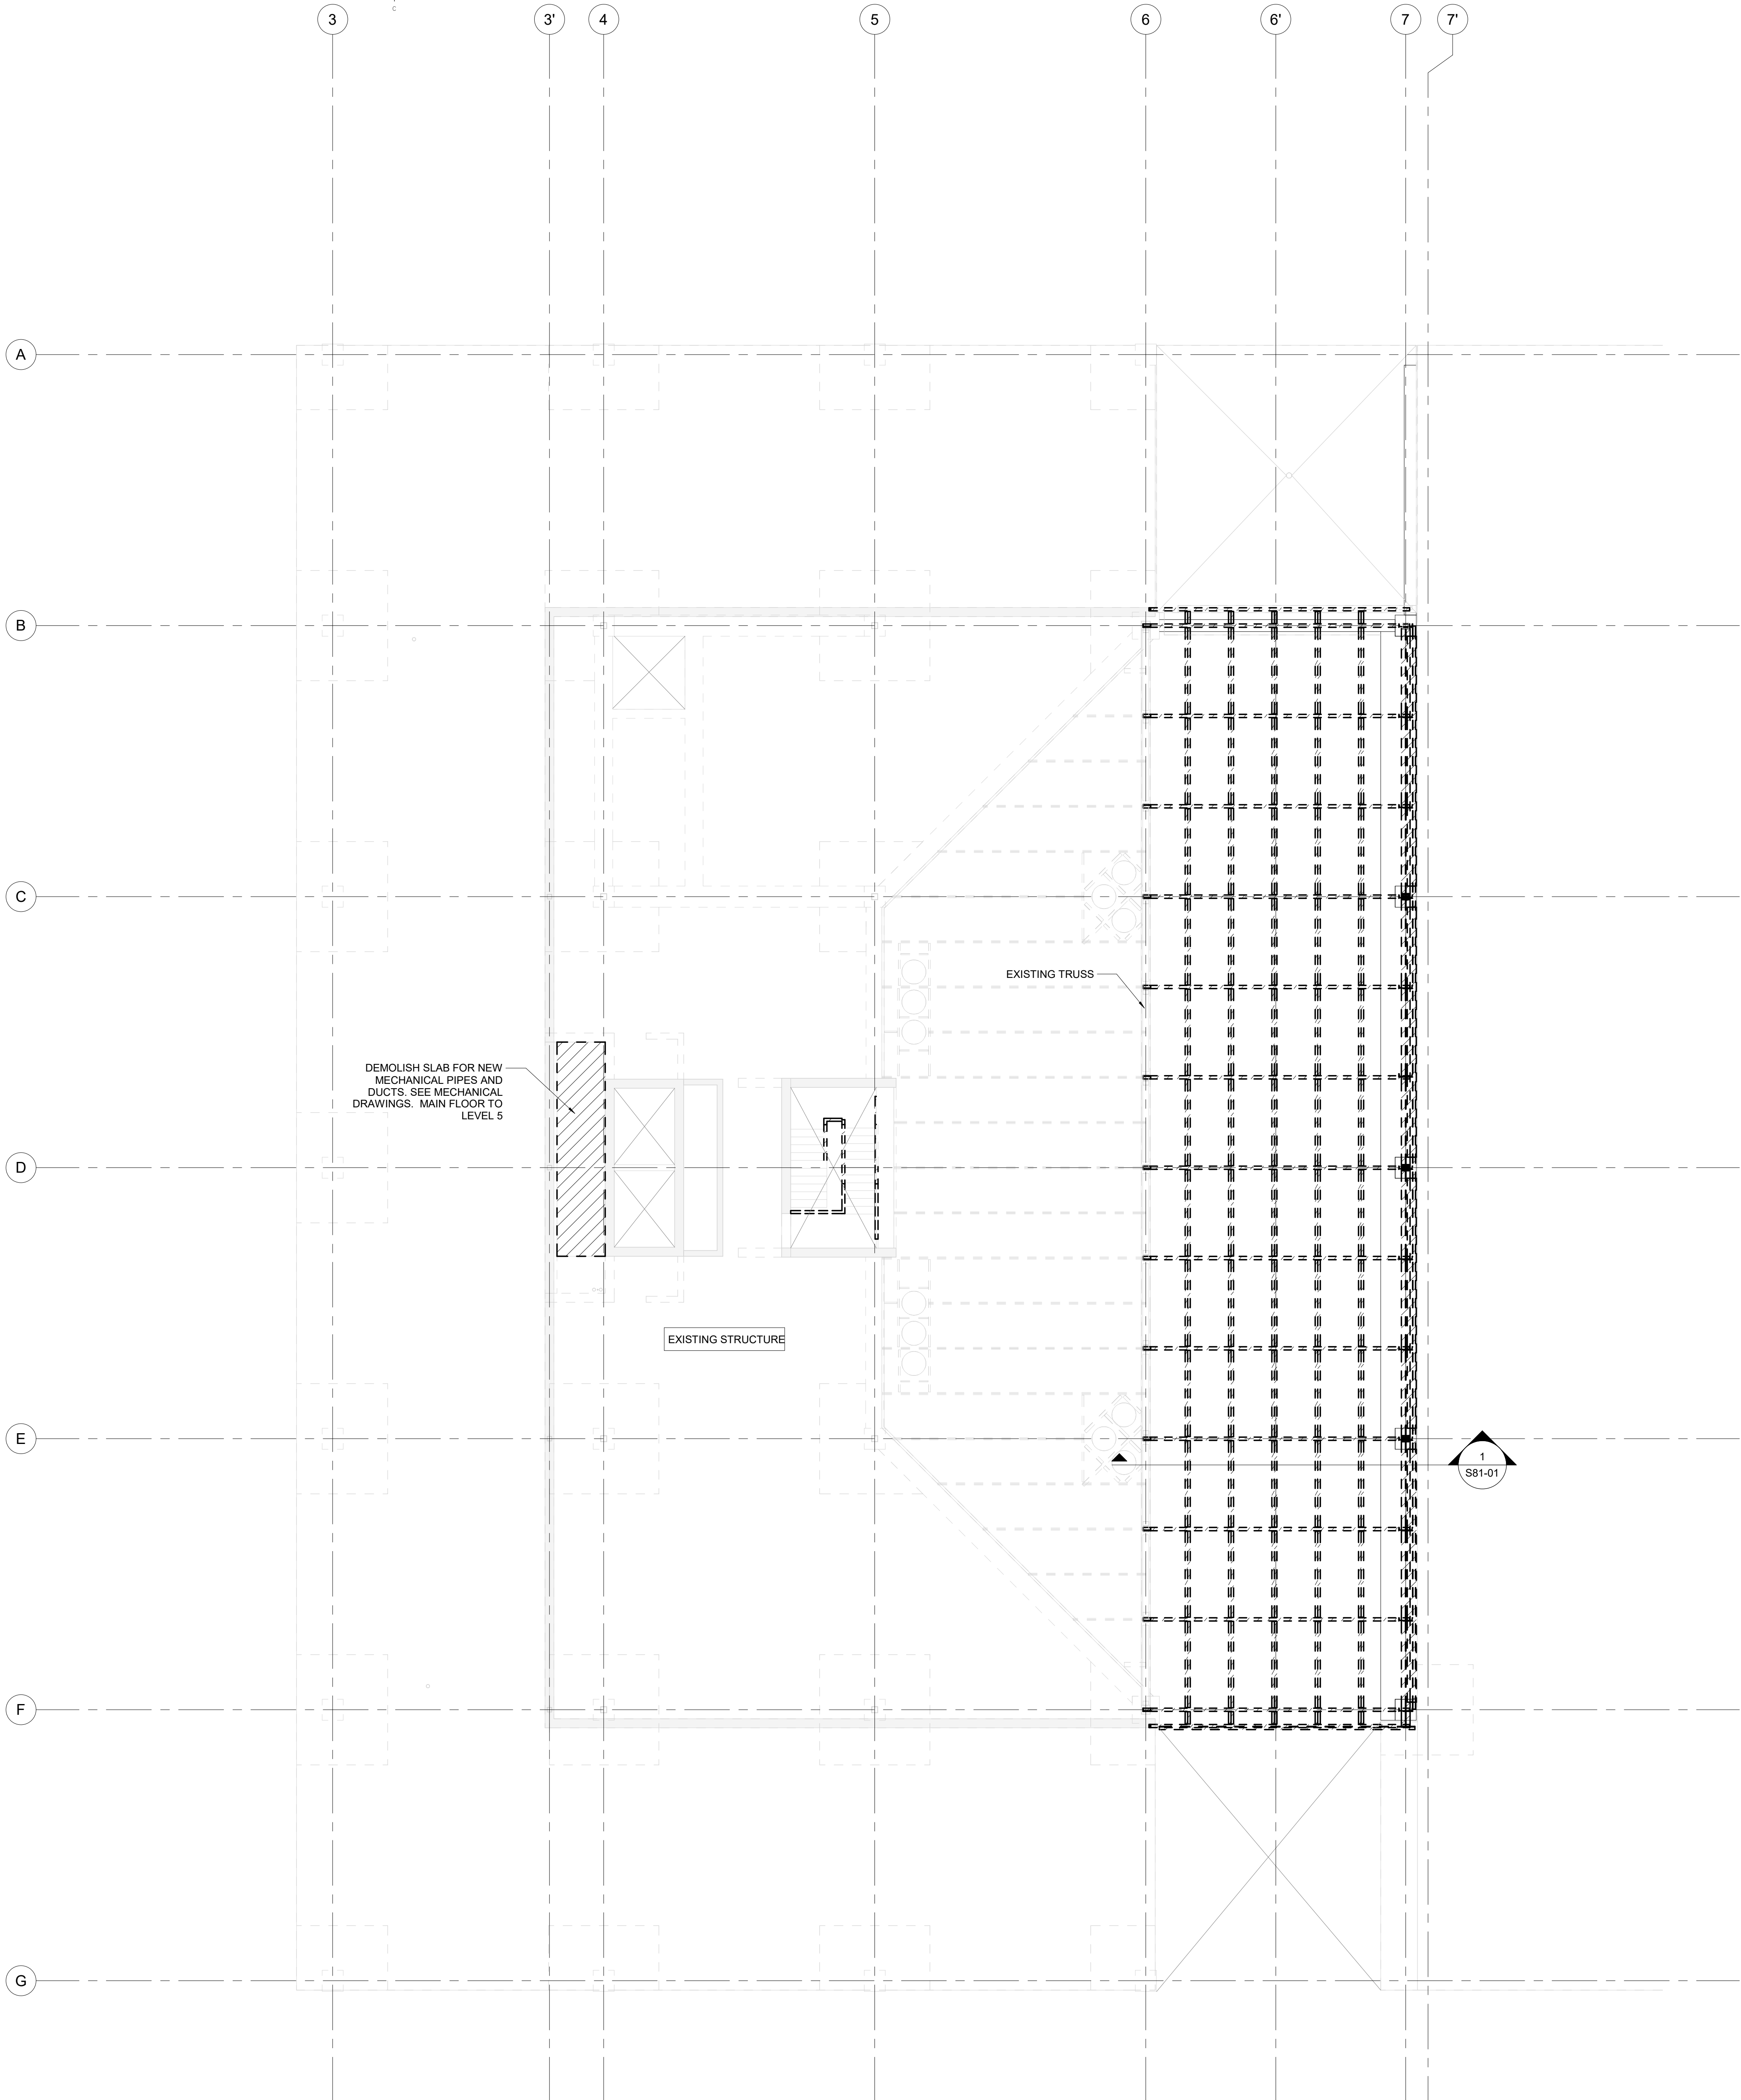 C
3
3'
4
5
6
6'
7
7'
A
B
C
EXISTING TRUSS
DEMOLISH SLAB FOR NEW
MECHANICAL PIPES AND
DUCTS. SEE MECHANICAL
DRAWINGS. MAIN FLOOR TO
LEVEL 5
D
EXISTING STRUCTURE
E
1
S81-01
F
G